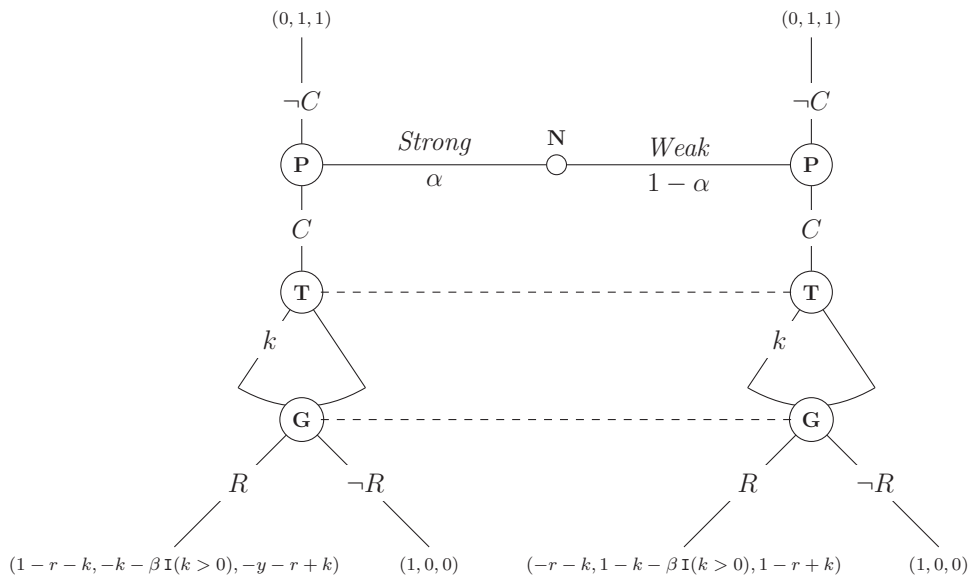 (0, 1, 1) (0, 1, 1)
¬C ¬C
N
Strong Weak
P P
α 1 − α
C C
T T
k k
G G
R ¬R R ¬R
(1 − r − k, −k − β I(k > 0), −y − r + k) (1, 0, 0) (−r − k, 1 − k − β I(k > 0), 1 − r + k) (1, 0, 0)